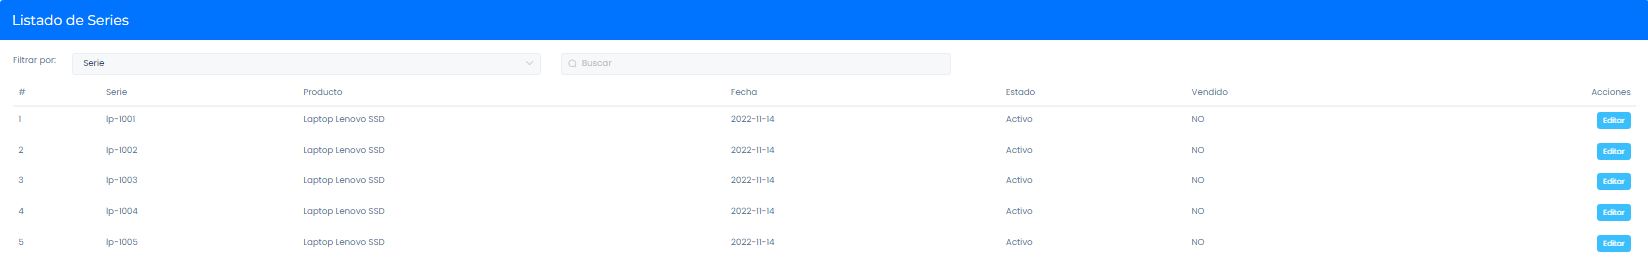 Listado de Series
Filtrar por: Serie Buscar
# Serie Producto Fecha Estado Vendido Acciones
1 lp-1001 Laptop Lenovo SSD 2022-11-14 Activo NO Editar
2 lp-1002 Laptop Lenovo SSD 2022-11-14 Activo NO Editar
3 lp-1003 Laptop Lenovo SSD 2022-11-14 Activo NO Editar
4 lp-1004 Laptop Lenovo SSD 2022-11-14 Activo NO Editar
5 lp-1005 Laptop Lenovo SSD 2022-11-14 Activo NO Editar